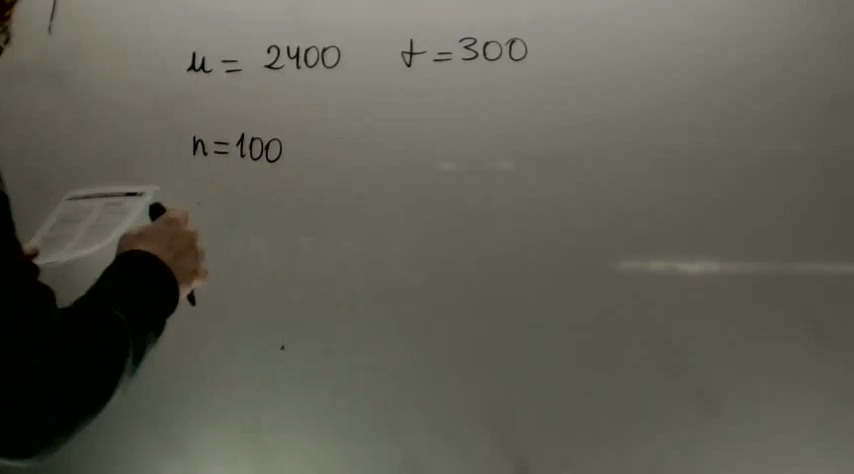 μ = 2400 σ = 300
n = 100